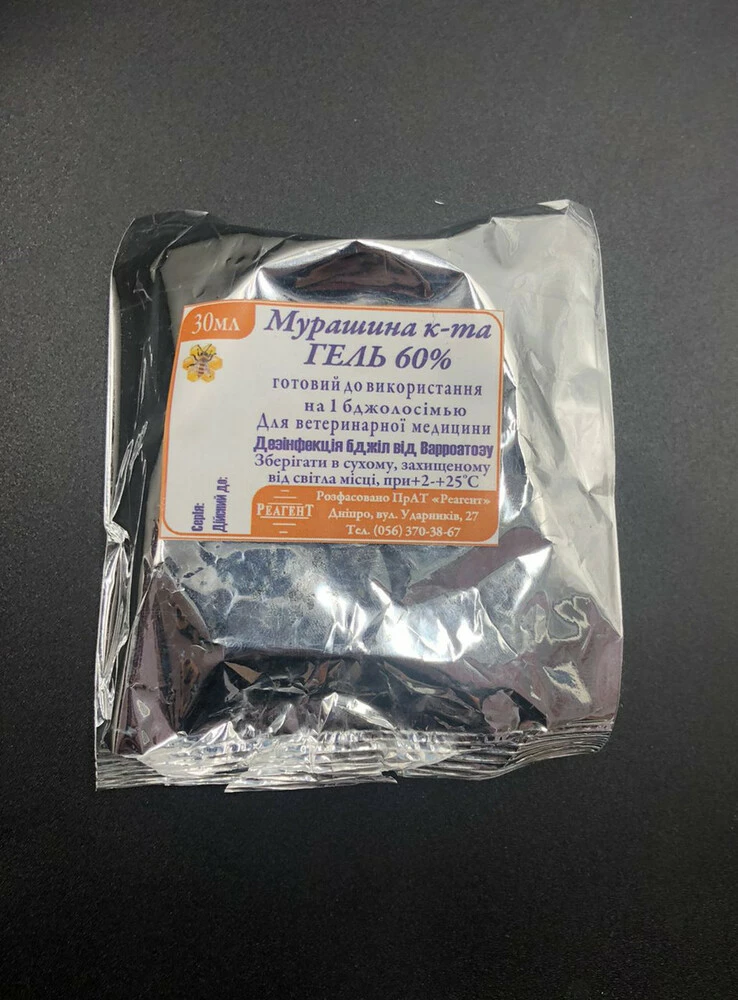 30мл
Мурашина к-та
ГЕЛЬ 60%
готовий до використання
на 1 бджолосімью
Для ветеринарної медицини
Дезінфекція бджіл від Варроатозу
Зберігати в сухому, захищеному
від світла місці, при+2-+25°С
Серія:
Дійсний до:
РЕАГЕНТ
Розфасовано ПрАТ «Реагент»
Дніпро, вул. Ударників, 27
Тел. (056) 370-38-67